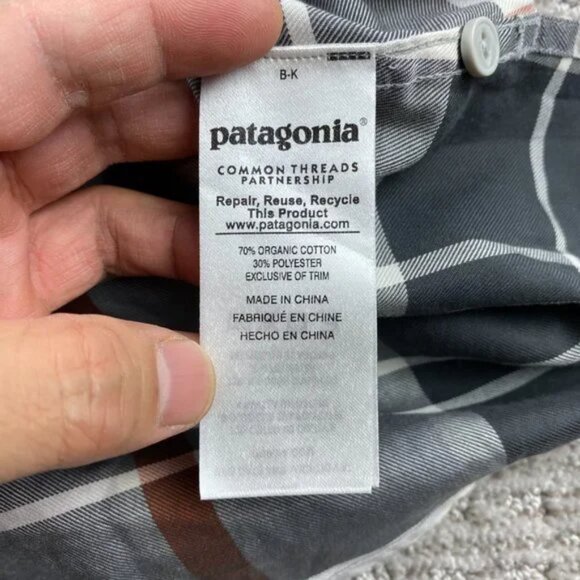 B-K
patagonia®
COMMON THREADS
PARTNERSHIP
Repair, Reuse, Recycle
This Product
www.patagonia.com
70% ORGANIC COTTON
30% POLYESTER
EXCLUSIVE OF TRIM
MADE IN CHINA
FABRIQUÉ EN CHINE
HECHO EN CHINA